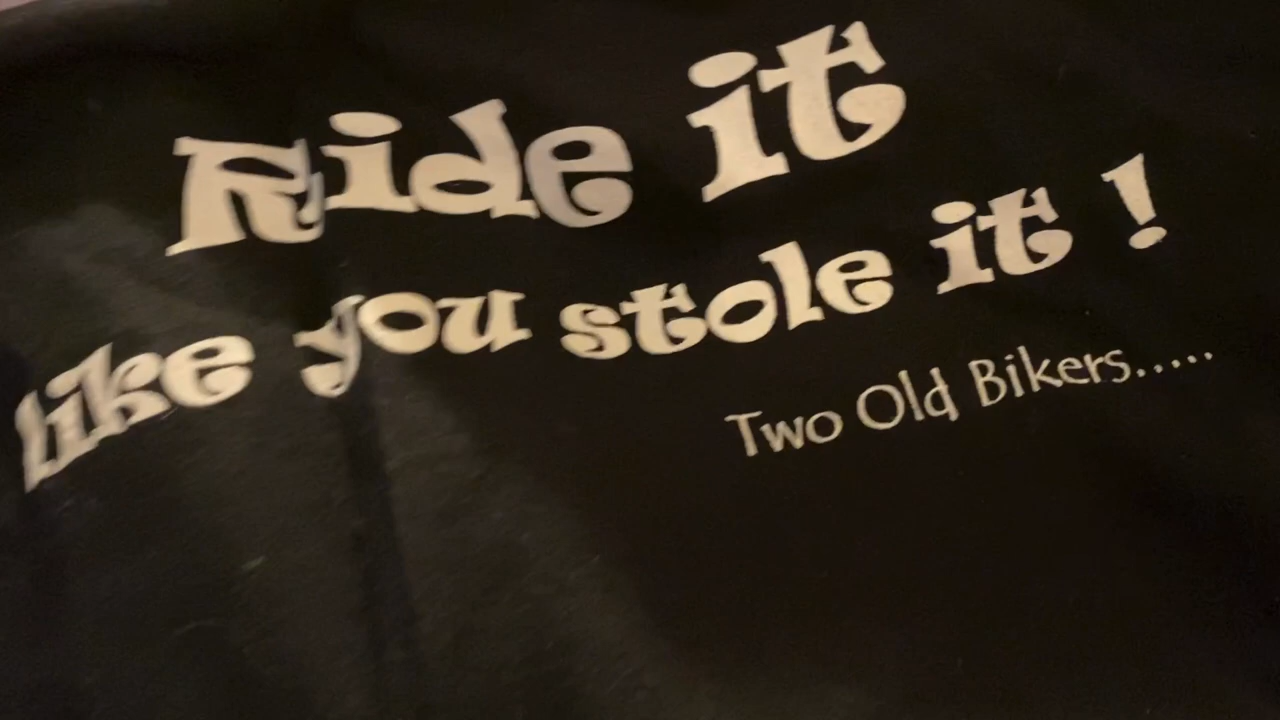 Ride it
like you stole it !
Two Old Bikers.....